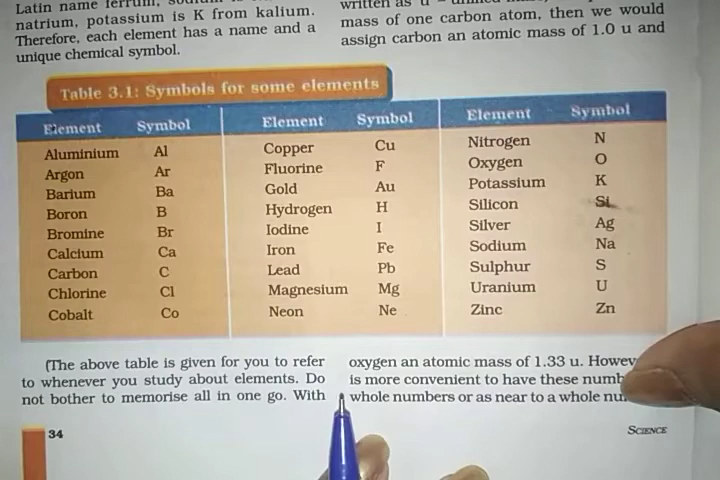 Latin name ferrum,
natrium, potassium is K from kalium.
Therefore, each element has a name and a
unique chemical symbol.
written as
mass of one carbon atom, then we would
assign carbon an atomic mass of 1.0 u and
Table 3.1: Symbols for some elements
Element Symbol Element Symbol Element Symbol
Aluminium Al Copper Cu Nitrogen N
Argon Ar Fluorine F Oxygen O
Barium Ba Gold Au Potassium K
Boron B Hydrogen H Silicon Si
Bromine Br Iodine I Silver Ag
Calcium Ca Iron Fe Sodium Na
Carbon C Lead Pb Sulphur S
Chlorine Cl Magnesium Mg Uranium U
Cobalt Co Neon Ne Zinc Zn
(The above table is given for you to refer
to whenever you study about elements. Do
not bother to memorise all in one go. With
oxygen an atomic mass of 1.33 u. Howev
is more convenient to have these numb
whole numbers or as near to a whole nu
34
SCIENCE